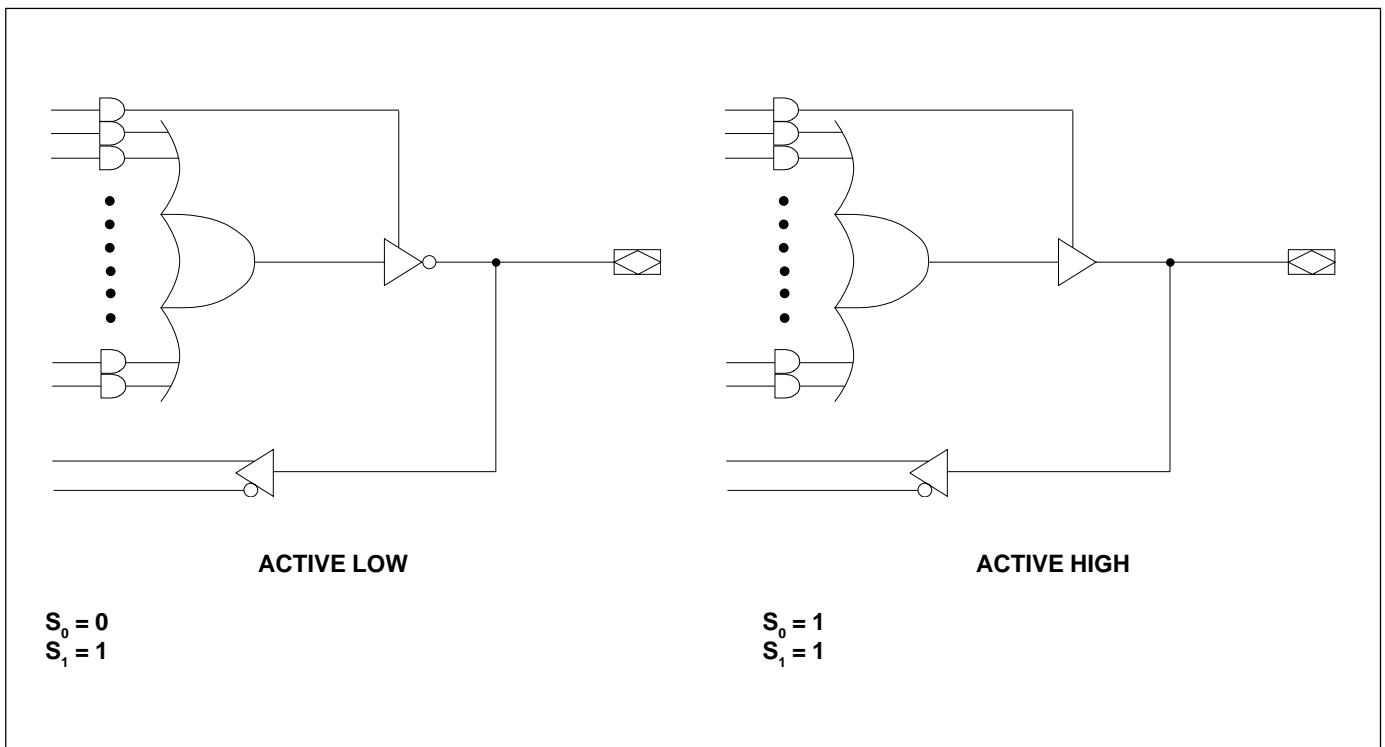 ACTIVE LOW
ACTIVE HIGH
S₀ = 0
S₁ = 1
S₀ = 1
S₁ = 1